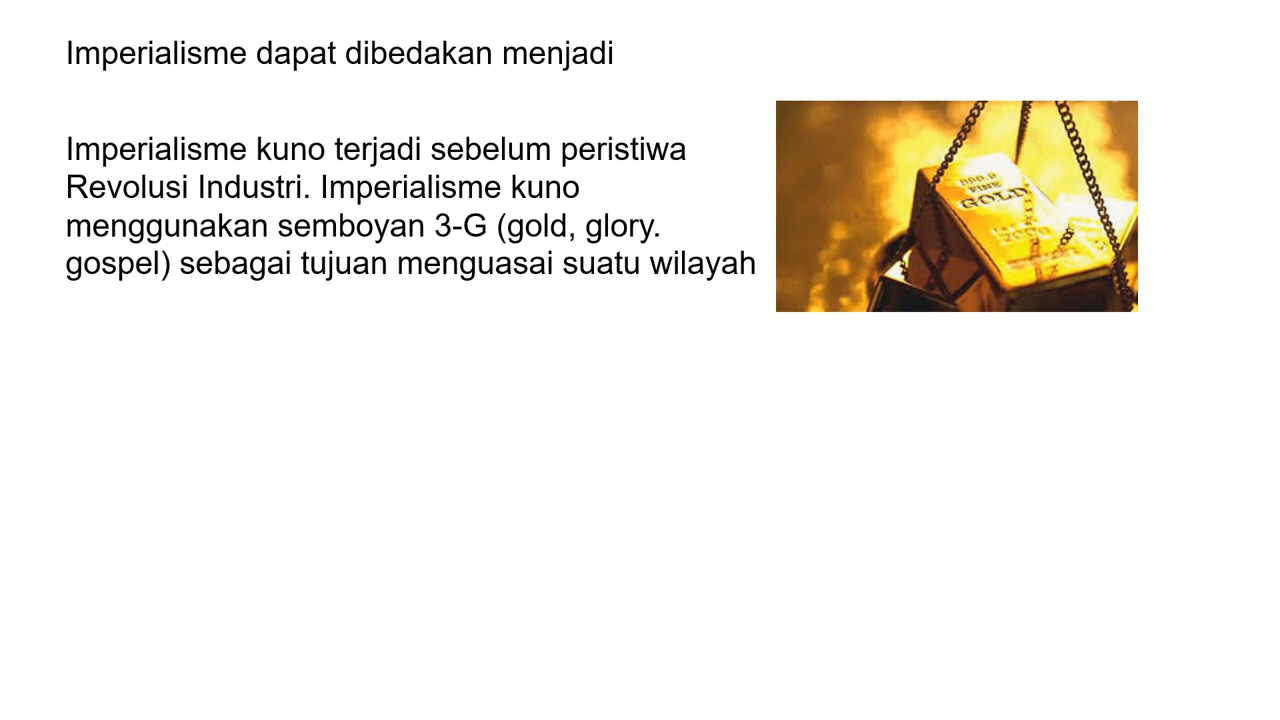 Imperialisme dapat dibedakan menjadi
Imperialisme kuno terjadi sebelum peristiwa
Revolusi Industri. Imperialisme kuno
menggunakan semboyan 3-G (gold, glory.
gospel) sebagai tujuan menguasai suatu wilayah
FINE
GOLD